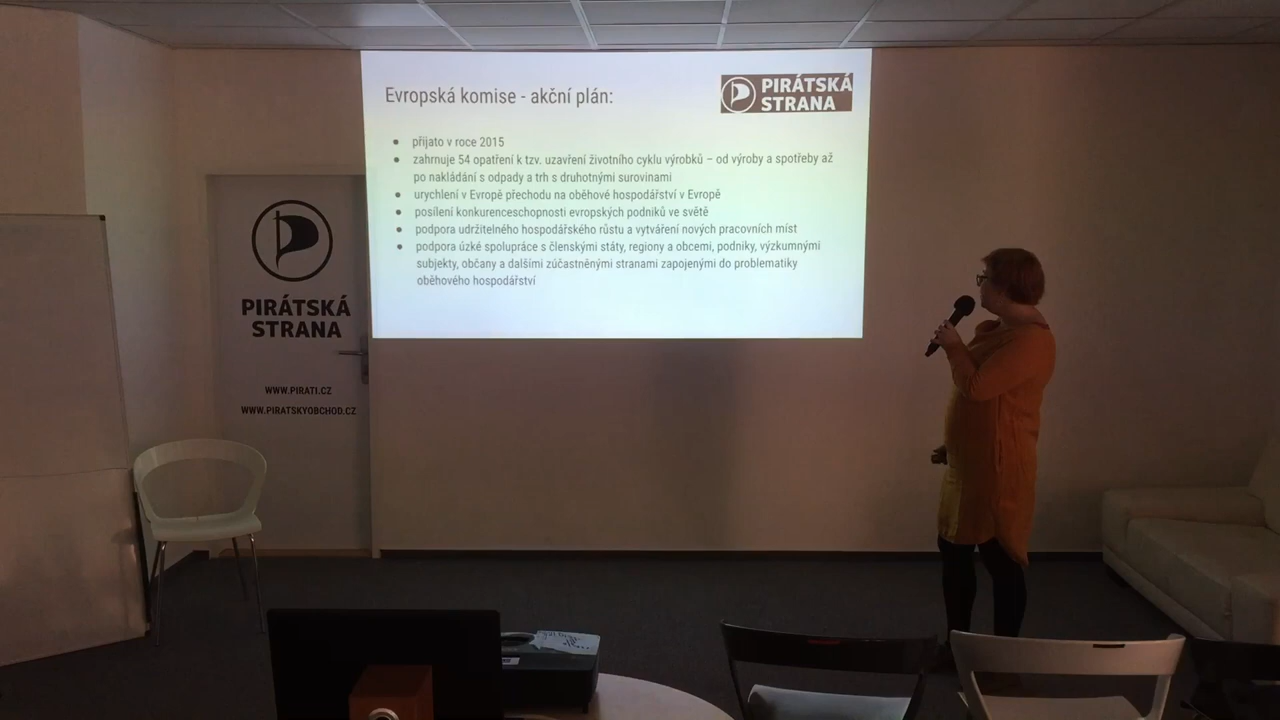 Evropská komise - akční plán:
PIRÁTSKÁ
STRANA
● přijato v roce 2015
● zahrnuje 54 opatření k tzv. uzavření životního cyklu výrobků – od výroby a spotřeby až
po nakládání s odpady a trh s druhotnými surovinami
● urychlení v Evropě přechodu na oběhové hospodářství v Evropě
● posílení konkurenceschopnosti evropských podniků ve světě
● podpora udržitelného hospodářského růstu a vytváření nových pracovních míst
● podpora úzké spolupráce s členskými státy, regiony a obcemi, podniky, výzkumnými
subjekty, občany a dalšími zúčastněnými stranami zapojenými do problematiky
oběhového hospodářství
PIRÁTSKÁ
STRANA
WWW.PIRATI.CZ
WWW.PIRATSKYOBCHOD.CZ